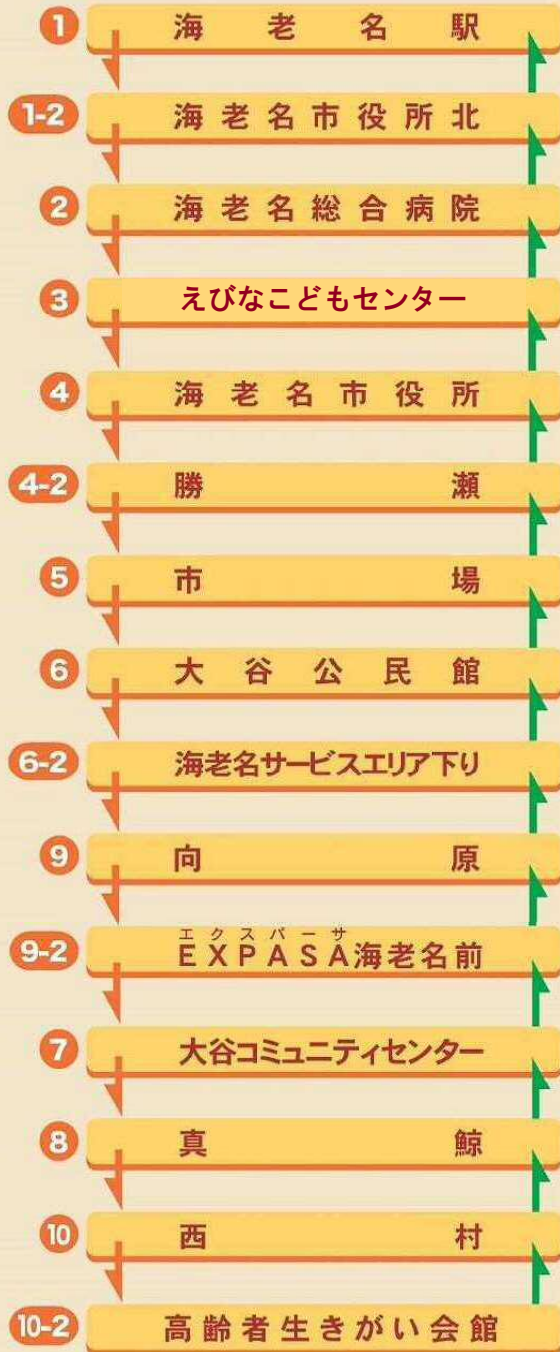 1 海老名駅
1-2 海老名市役所北
2 海老名総合病院
3 えびなこどもセンター
4 海老名市役所
4-2 勝瀬
5 市場
6 大谷公民館
6-2 海老名サービスエリア下り
9 向原
エクスパーサ
9-2 EXPASA海老名前
7 大谷コミュニティセンター
8 真鯨
10 西村
10-2 高齢者生きがい会館